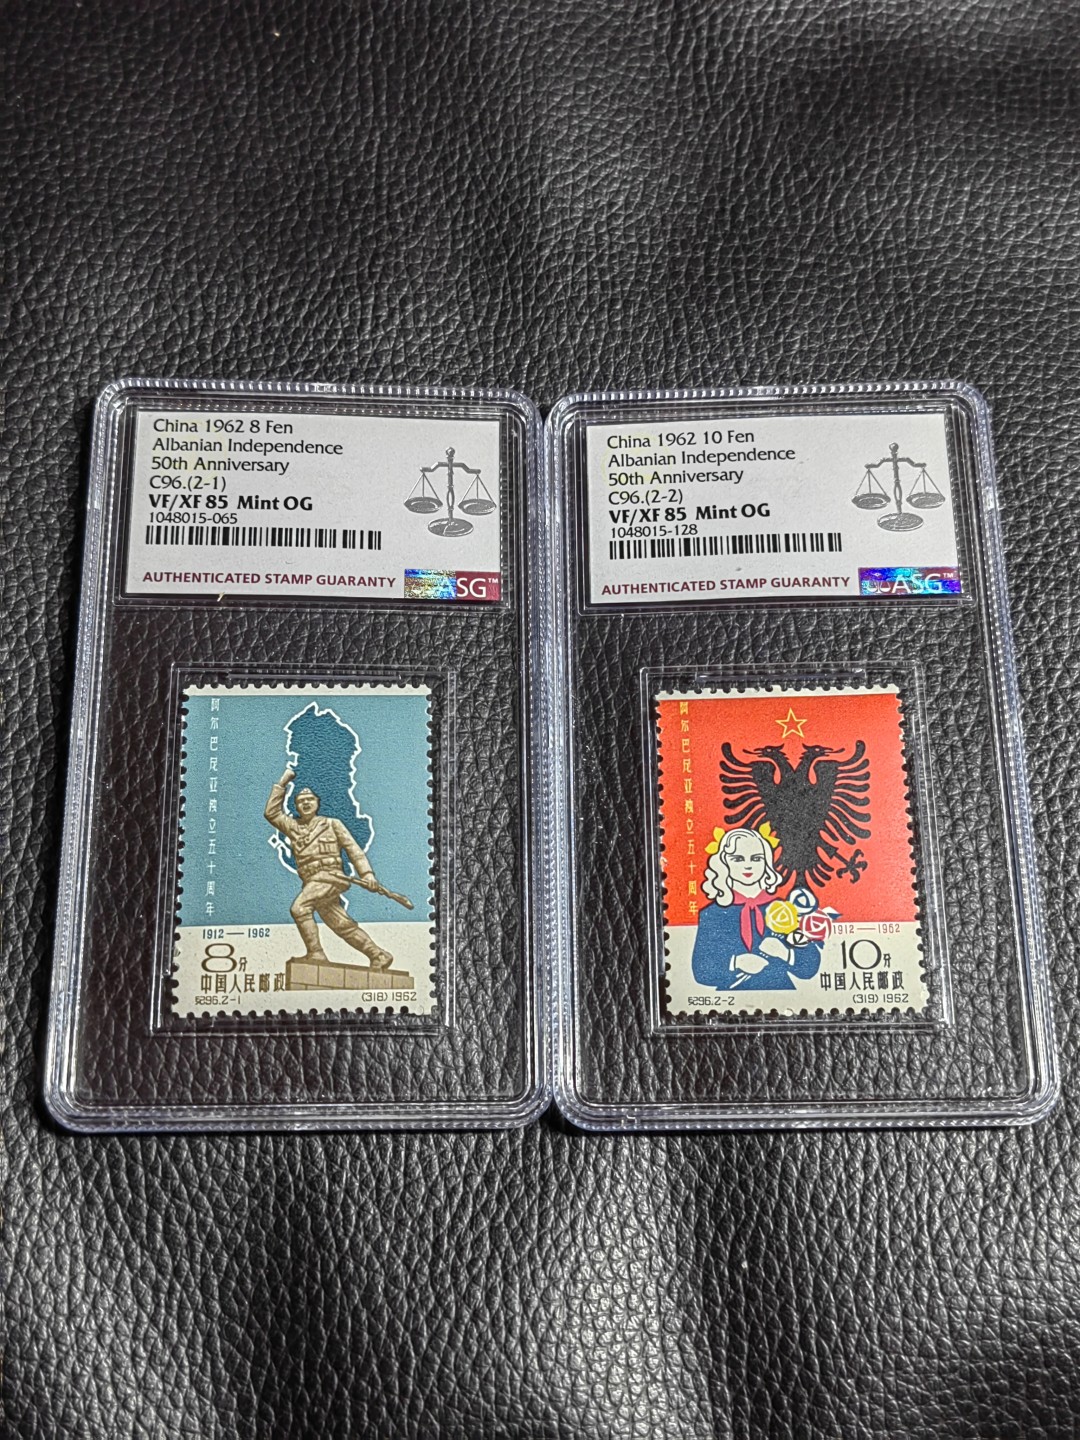 China 1962 8 Fen
Albanian Independence
50th Anniversary
C96.(2-1)
VF/XF 85 Mint OG
1048015-065
AUTHENTICATED STAMP GUARANTY
ASG™
阿尔巴尼亚独立五十周年
1912—1962
8分
中国人民邮政
纪96.2-1
(318) 1962
China 1962 10 Fen
Albanian Independence
50th Anniversary
C96.(2-2)
VF/XF 85 Mint OG
1048015-128
AUTHENTICATED STAMP GUARANTY
ASG™
阿尔巴尼亚独立五十周年
1912—1962
10分
中国人民邮政
纪96.2-2
(319) 1962